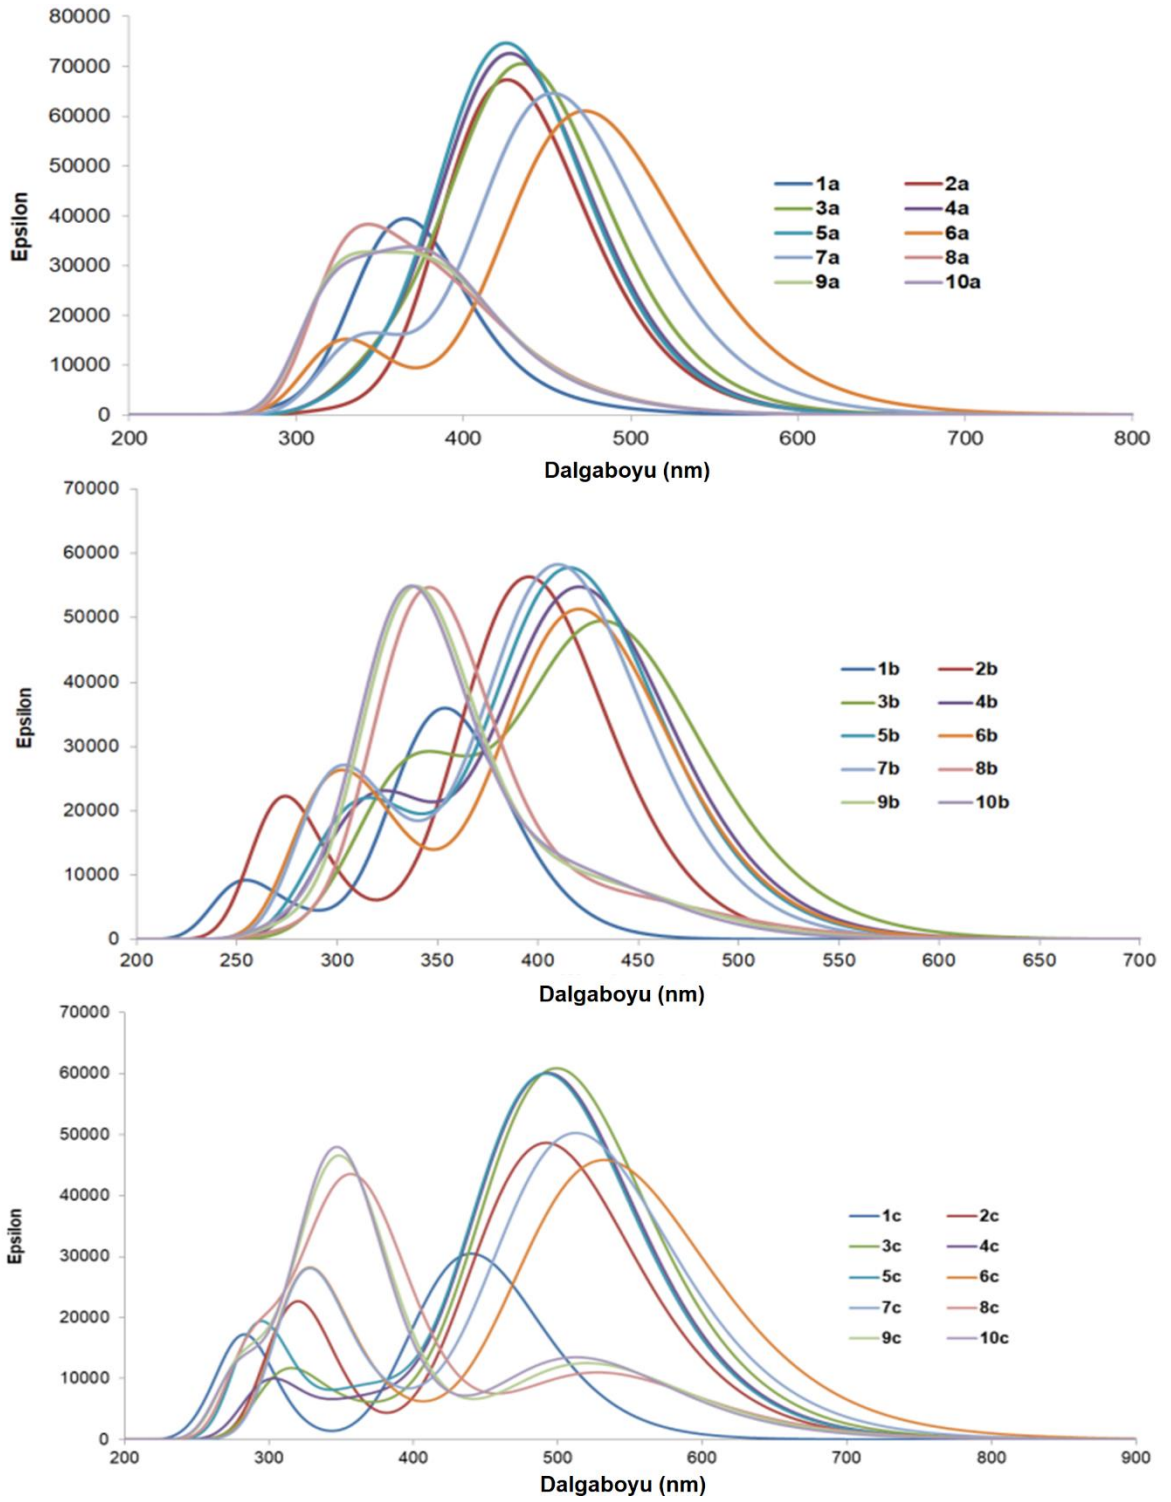 80000
70000
60000
50000
40000
30000
20000
10000
0
Epsilon
1a 2a
3a 4a
5a 6a
7a 8a
9a 10a
200 300 400 500 600 700 800
Dalgaboyu (nm)
70000
60000
50000
40000
30000
20000
10000
0
Epsilon
1b 2b
3b 4b
5b 6b
7b 8b
9b 10b
200 250 300 350 400 450 500 550 600 650 700
Dalgaboyu (nm)
70000
60000
50000
40000
30000
20000
10000
0
Epsilon
1c 2c
3c 4c
5c 6c
7c 8c
9c 10c
200 300 400 500 600 700 800 900
Dalgaboyu (nm)